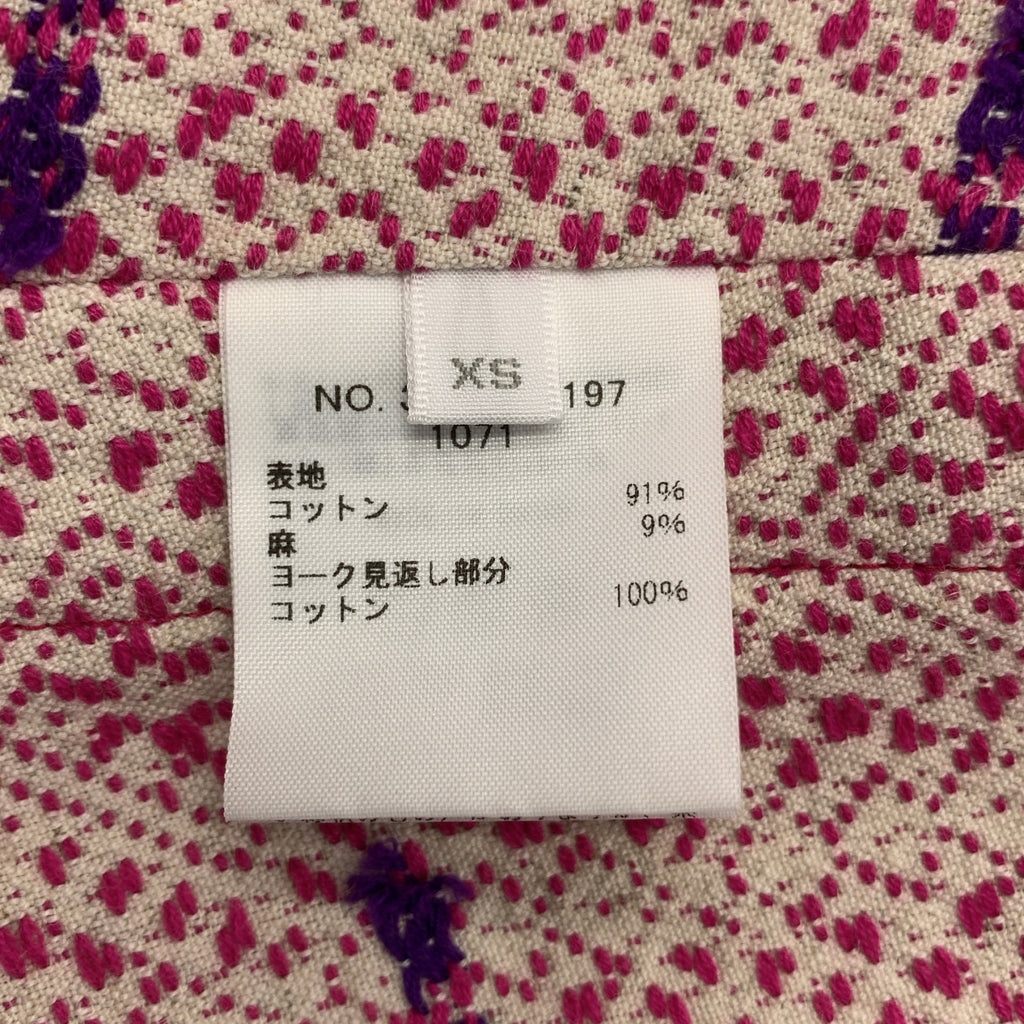 XS
NO. 197
1071
表地
コットン 91%
麻 9%
ヨーク見返し部分
コットン 100%